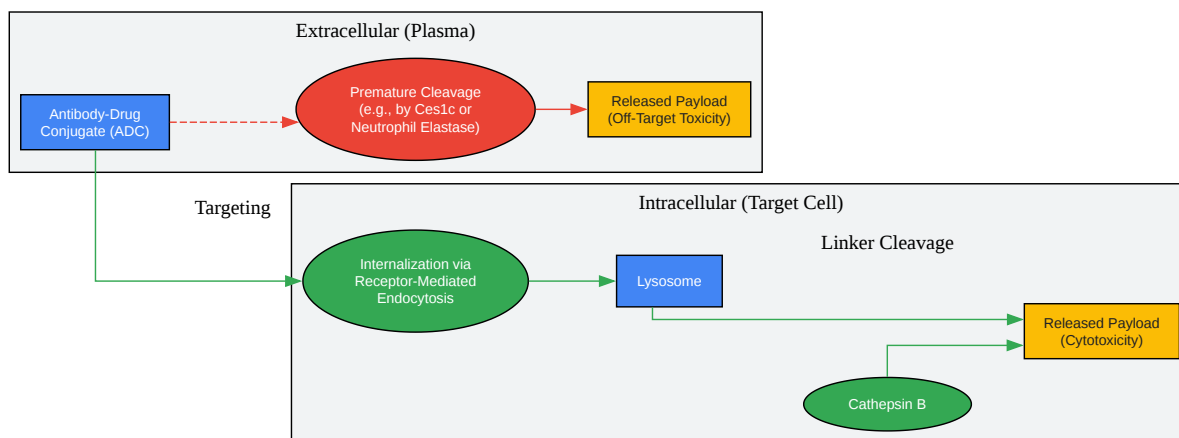 Extracellular (Plasma)
Antibody-Drug
Conjugate (ADC)
Premature Cleavage
(e.g., by Ces1c or
Neutrophil Elastase)
Released Payload
(Off-Target Toxicity)
Targeting
Intracellular (Target Cell)
Linker Cleavage
Internalization via
Receptor-Mediated
Endocytosis
Lysosome
Released Payload
(Cytotoxicity)
Cathepsin B